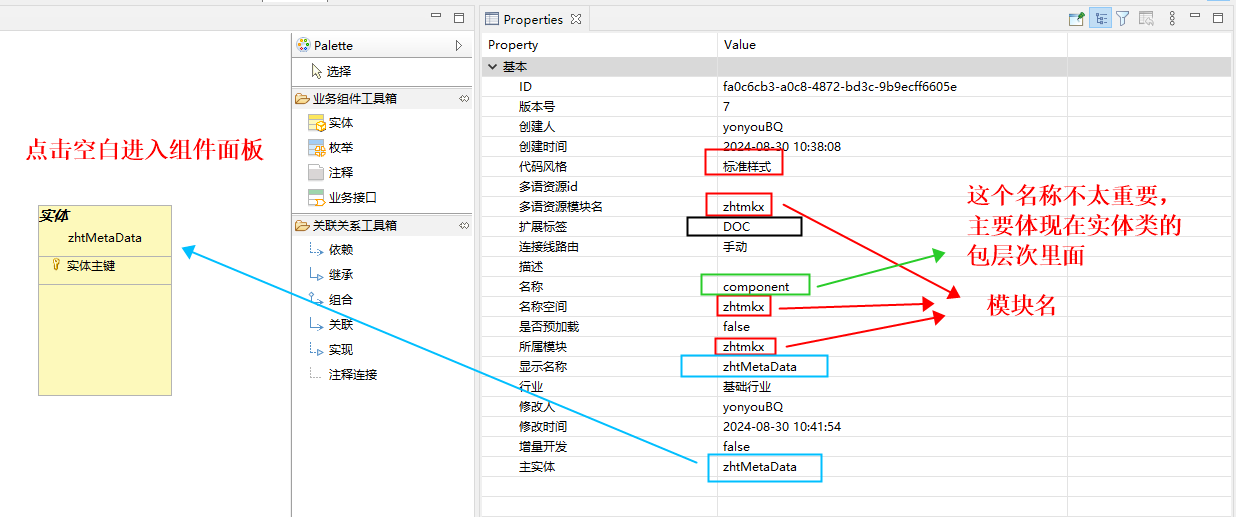 点击空白进入组件面板
实体
zhtMetaData
实体主键
Palette
选择
业务组件工具箱
实体
枚举
注释
业务接口
关联关系工具箱
依赖
继承
组合
关联
实现
注释连接
Properties
Property Value
基本
ID fa0c6cb3-a0c8-4872-bd3c-9b9ecff6605e
版本号 7
创建人 yonyouBQ
创建时间 2024-08-30 10:38:08
代码风格 标准样式
多语资源id
多语资源模块名 zhtmkx
扩展标签 DOC
连接线路由 手动
描述
名称 component
名称空间 zhtmkx
是否预加载 false
所属模块 zhtmkx
显示名称 zhtMetaData
行业 基础行业
修改人 yonyouBQ
修改时间 2024-08-30 10:41:54
增量开发 false
主实体 zhtMetaData
这个名称不太重要，
主要体现在实体类的
包层次里面
模块名